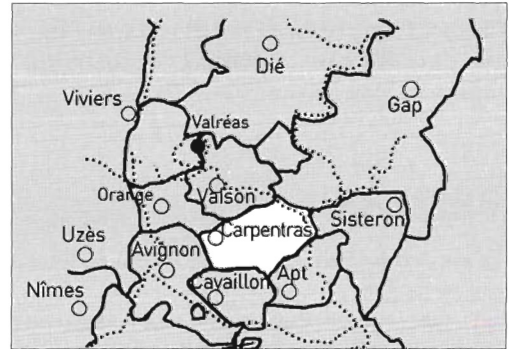 Dié
Gap
Viviers
Valréas
Orange
Vaison
Sisteron
Carpentras
Uzès
Avignon
Apt
Cavaillon
Nîmes